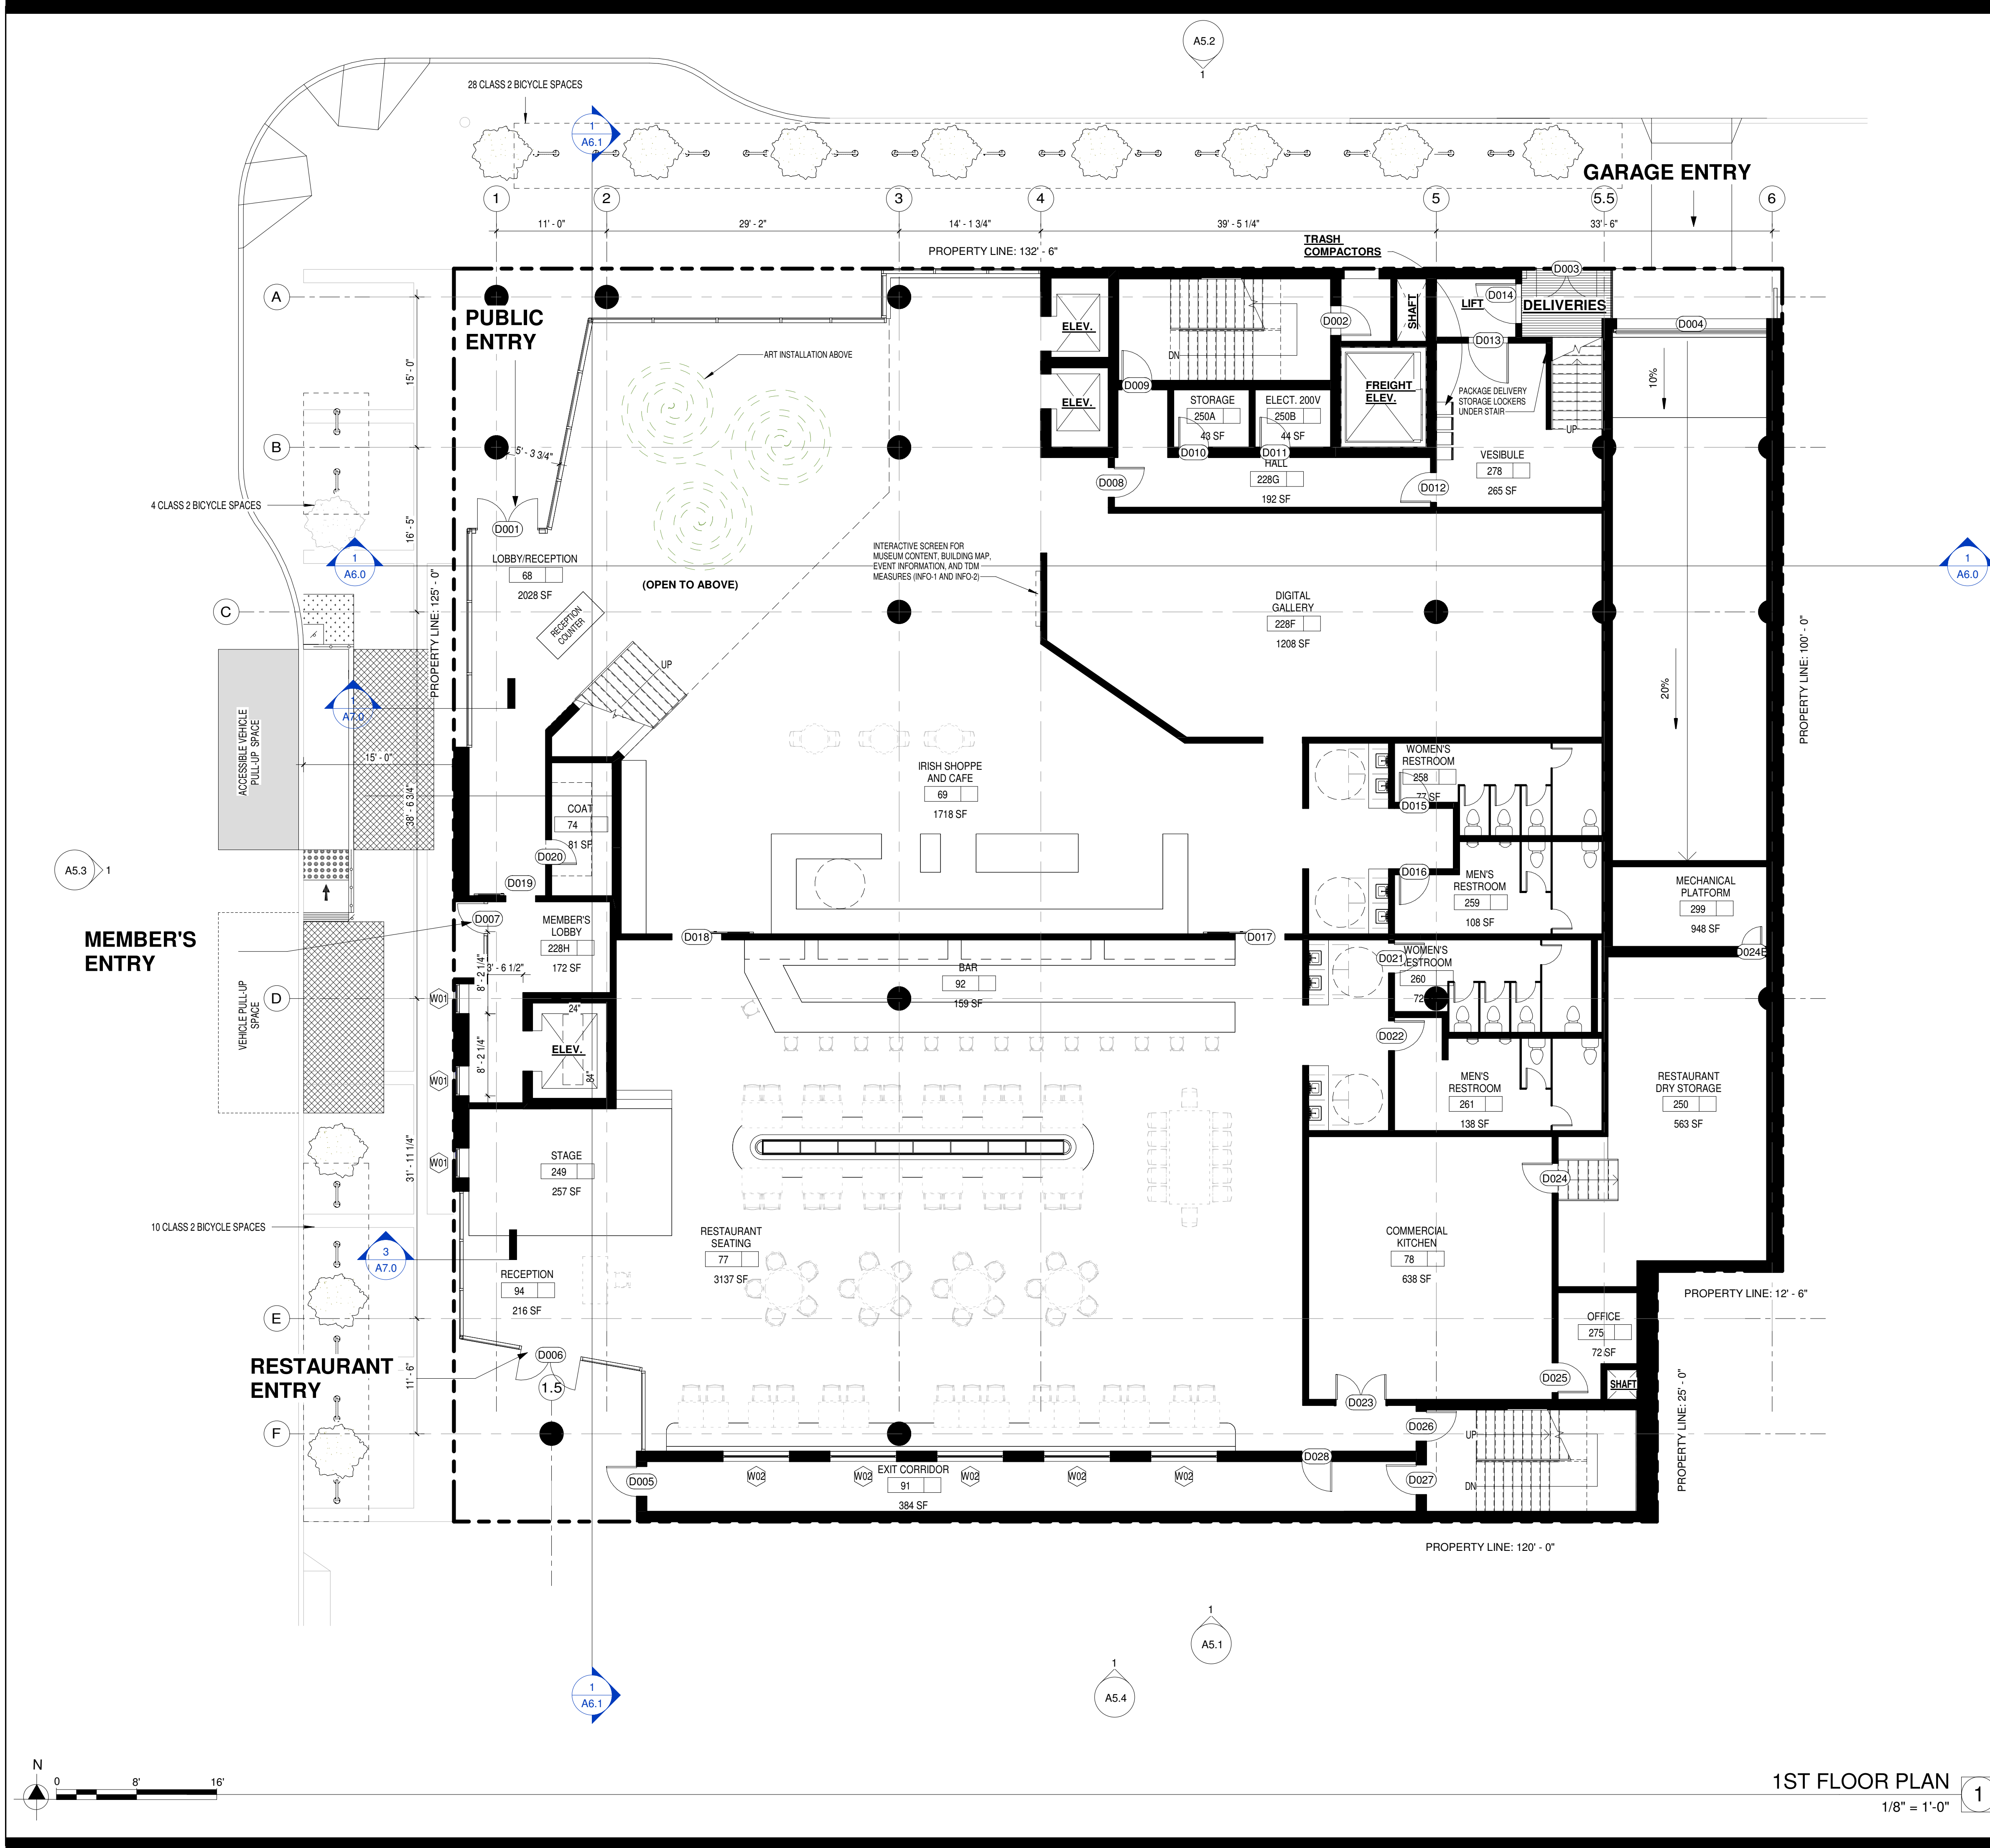 A5.2
1
28 CLASS 2 BICYCLE SPACES
1
A6.1
GARAGE ENTRY
1
2
3
4
5
5.5
6
11' - 0"
29' - 2"
14' - 1 3/4"
39' - 5 1/4"
33' - 6"
PROPERTY LINE: 132' - 6"
TRASH
COMPACTORS
D003
A
PUBLIC
ENTRY
ELEV.
D002
SHAFT
LIFT
D014
DELIVERIES
D004
ART INSTALLATION ABOVE
DN
D013
15' - 0"
D009
FREIGHT
ELEV.
PACKAGE DELIVERY
STORAGE LOCKERS
UNDER STAIR
10%
ELEV.
STORAGE
250A
43 SF
ELECT. 200V
250B
44 SF
UP
B
5' - 3 3/4"
D010
D011
HALL
228G
192 SF
VESIBULE
278
265 SF
D008
D012
4 CLASS 2 BICYCLE SPACES
16' - 5"
D001
1
A6.0
LOBBY/RECEPTION
68
2028 SF
(OPEN TO ABOVE)
INTERACTIVE SCREEN FOR
MUSEUM CONTENT, BUILDING MAP,
EVENT INFORMATION, AND TDM
MEASURES (INFO-1 AND INFO-2)
1
A6.0
C
PROPERTY LINE: 125' - 0"
RECEPTION
COUNTER
DIGITAL
GALLERY
228F
1208 SF
PROPERTY LINE: 100' - 0"
UP
20%
1
A7.0
ACCESSIBLE VEHICLE
PULL-UP SPACE
15' - 0"
38' - 6 3/4"
IRISH SHOPPE
AND CAFE
69
1718 SF
WOMEN'S
RESTROOM
258
77 SF
D015
COAT
74
81 SF
D020
A5.3
1
D019
D016
MEN'S
RESTROOM
259
108 SF
MECHANICAL
PLATFORM
299
948 SF
D007
MEMBER'S
LOBBY
228H
172 SF
MEMBER'S
ENTRY
D018
D017
D021
WOMEN'S
RESTROOM
260
72
8' - 2 1/4"
3' - 6 1/2"
BAR
92
159 SF
D
W01
VEHICLE PULL-UP
SPACE
24"
ELEV.
84"
8' - 2 1/4"
D022
W01
MEN'S
RESTROOM
261
138 SF
RESTAURANT
DRY STORAGE
250
563 SF
31' - 11 1/4"
W01
STAGE
249
257 SF
D024
10 CLASS 2 BICYCLE SPACES
3
A7.0
RESTAURANT
SEATING
77
3137 SF
COMMERCIAL
KITCHEN
78
638 SF
RECEPTION
94
216 SF
PROPERTY LINE: 12' - 6"
E
OFFICE
275
72 SF
RESTAURANT
ENTRY
11' - 6"
D006
1.5
D025
SHAFT
PROPERTY LINE: 25' - 0"
D023
F
D026
UP
D005
W02
W02
W02
W02
W02
EXIT CORRIDOR
91
384 SF
D028
D027
DN
PROPERTY LINE: 120' - 0"
1
A5.1
1
A5.4
1
A6.1
N
0
8'
16'
1ST FLOOR PLAN
1
1/8" = 1'-0"